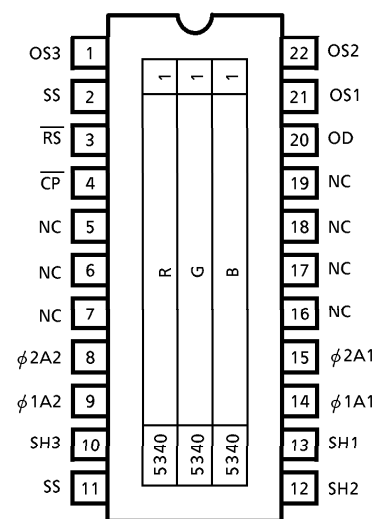 OS3 1 22 OS2
SS 2 21 OS1
R̅S̅ 3 20 OD
C̅P̅ 4 19 NC
NC 5 18 NC
NC 6 17 NC
NC 7 16 NC
ϕ2A2 8 15 ϕ2A1
ϕ1A2 9 14 ϕ1A1
SH3 10 13 SH1
SS 11 12 SH2
1 1 1
R G B
5340 5340 5340